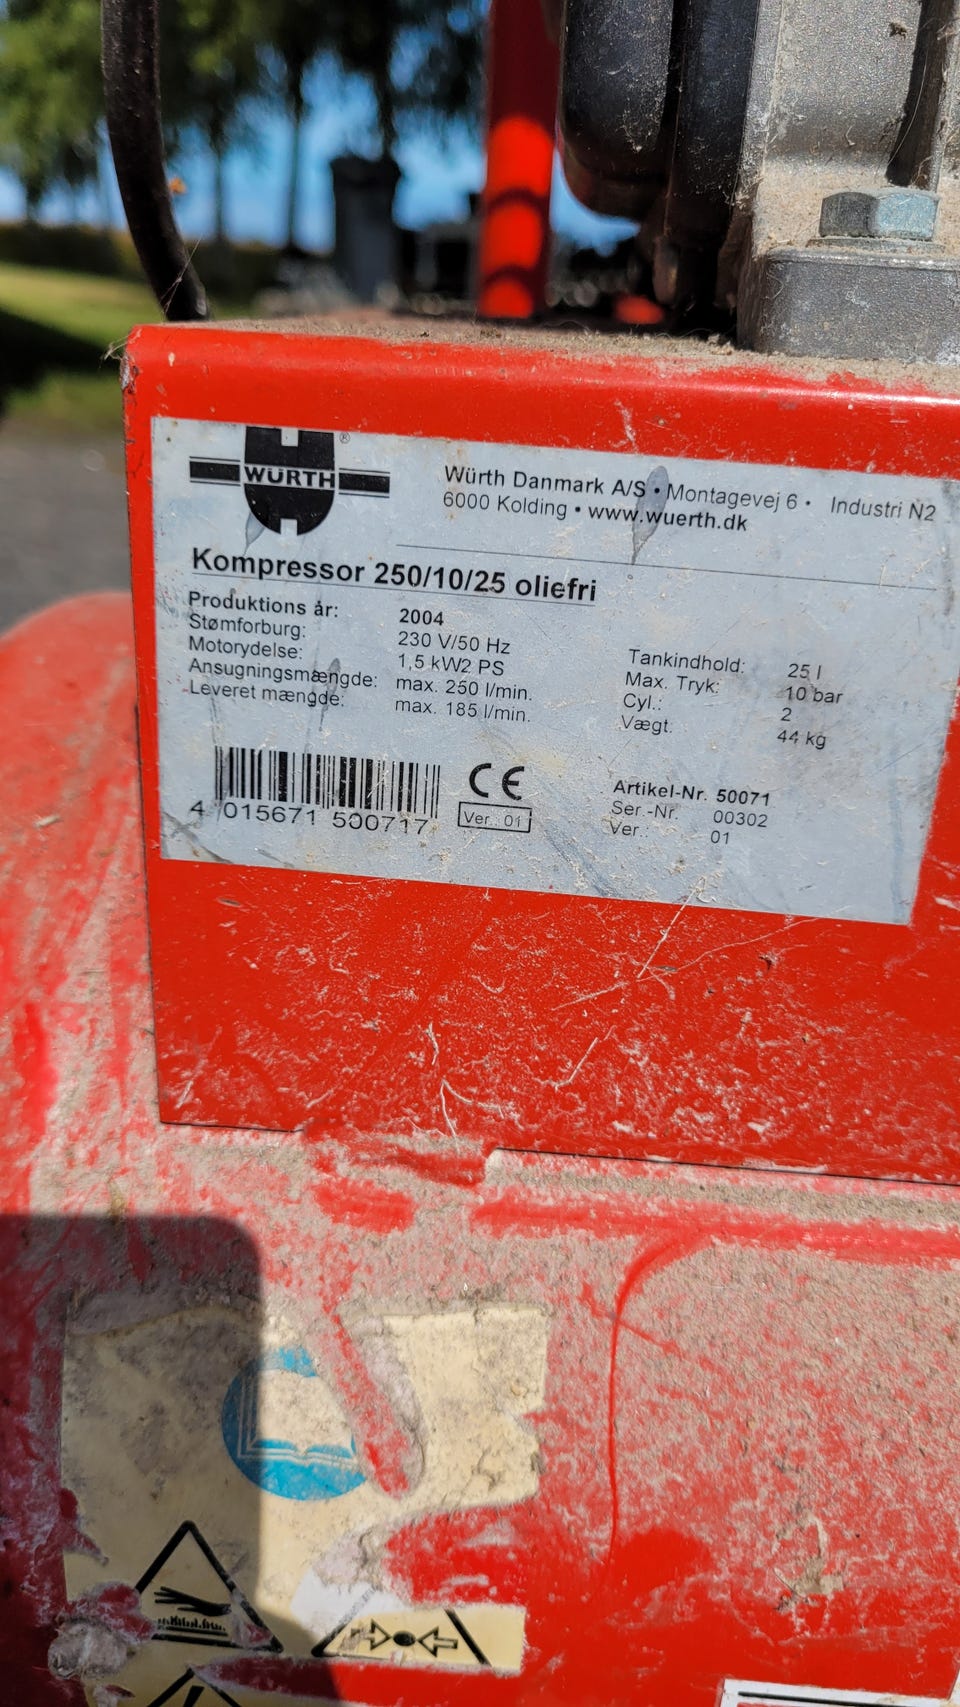 WÜRTH ®
Würth Danmark A/S • Montagevej 6 • Industri N2
6000 Kolding • www.wuerth.dk
Kompressor 250/10/25 oliefri
Produktions år: 2004
Stømforburg: 230 V/50 Hz
Motorydelse: 1,5 kW2 PS
Ansugningsmængde: max. 250 l/min.
Leveret mængde: max. 185 l/min.
Tankindhold: 25 l
Max. Tryk: 10 bar
Cyl.: 2
Vægt. 44 kg
4 015671 500717
CE
Ver.: 01
Artikel-Nr. 50071
Ser.-Nr. 00302
Ver.: 01